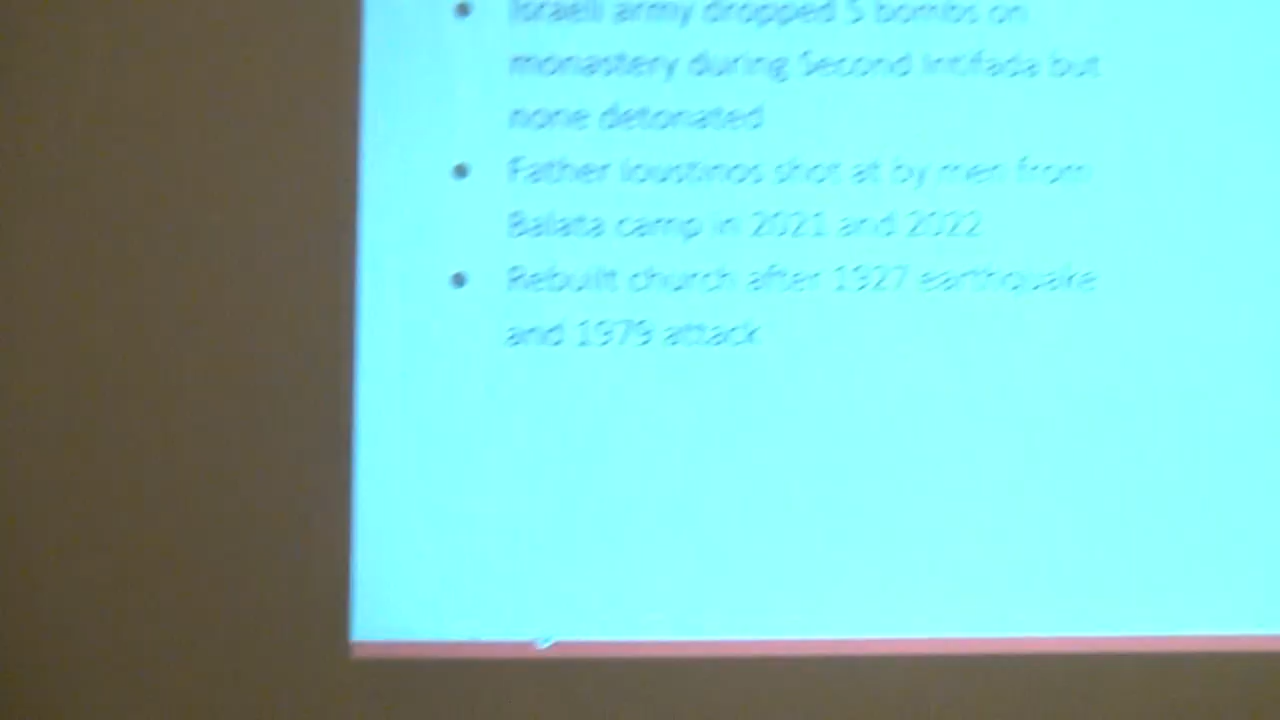 Israeli army dropped 5 bombs on
monastery during Second Intifada but
none detonated
Father Ioustinos shot at by men from
Balata camp in 2021 and 2022
Rebuilt church after 1927 earthquake
and 1979 attack